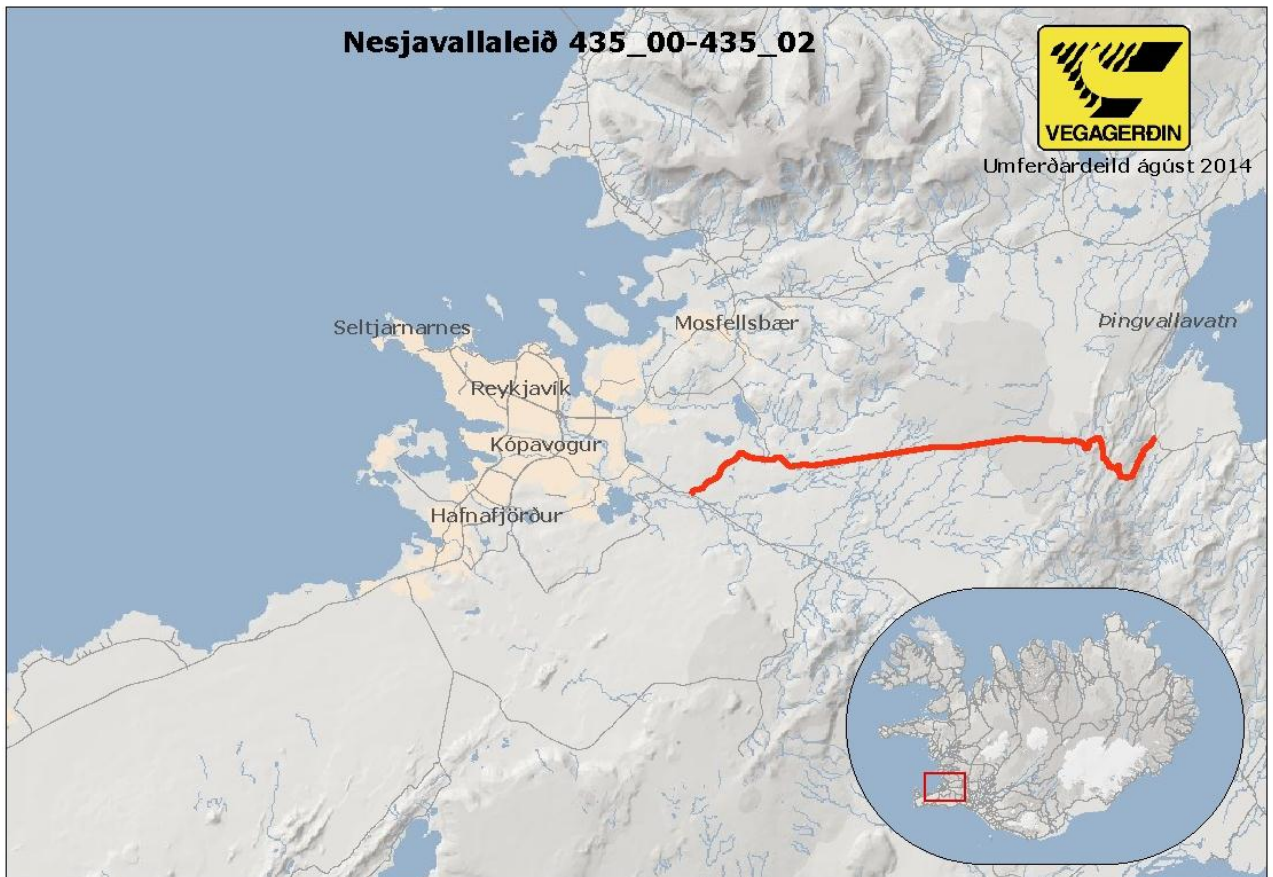 Nesjavallaleið 435_00-435_02
VEGAGERÐIN
Umferðardeild ágúst 2014
Seltjarnarnes
Mosfellsbær
Þingvallavatn
Reykjavík
Kópavogur
Hafnafjörður